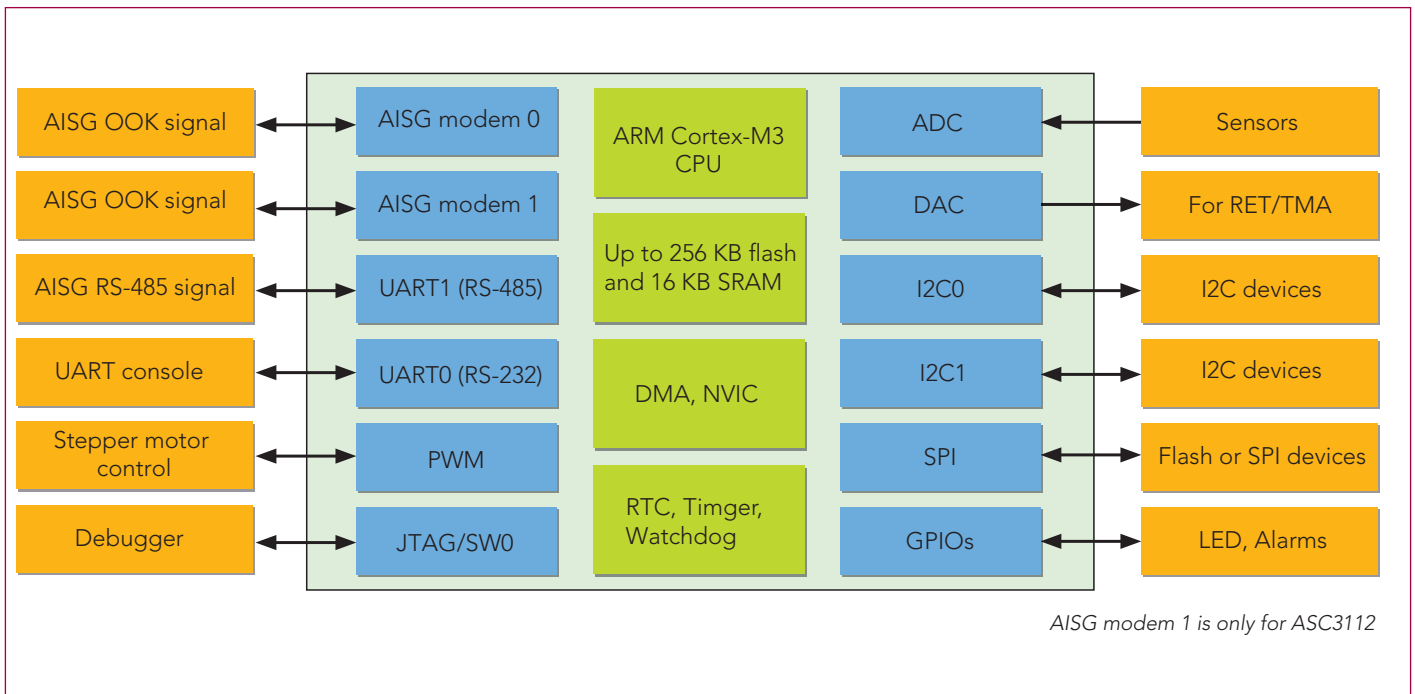 AISG OOK signal
AISG modem 0
ARM Cortex-M3
CPU
ADC
Sensors
AISG OOK signal
AISG modem 1
DAC
For RET/TMA
Up to 256 KB flash
and 16 KB SRAM
AISG RS-485 signal
UART1 (RS-485)
I2C0
I2C devices
UART console
UART0 (RS-232)
DMA, NVIC
I2C1
I2C devices
Stepper motor
control
PWM
SPI
Flash or SPI devices
RTC, Timger,
Watchdog
Debugger
JTAG/SW0
GPIOs
LED, Alarms
AISG modem 1 is only for ASC3112